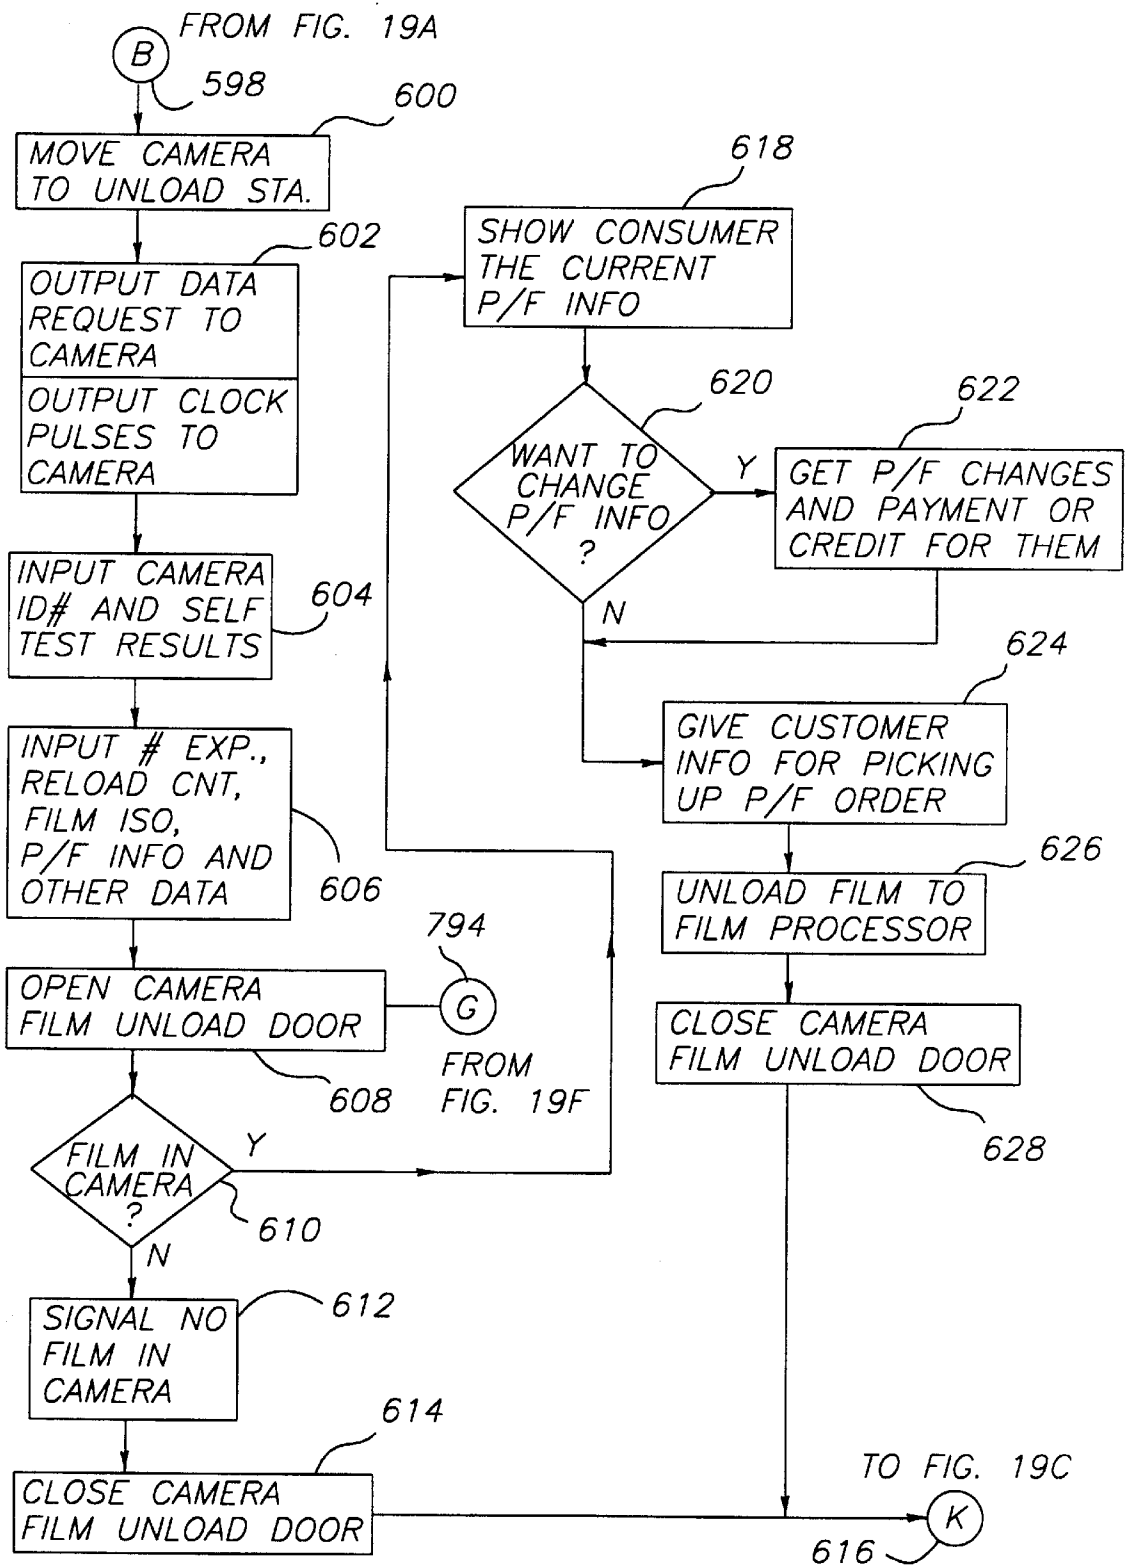 FROM FIG. 19A
B
598
600
MOVE CAMERA
TO UNLOAD STA.
602
OUTPUT DATA
REQUEST TO
CAMERA
OUTPUT CLOCK
PULSES TO
CAMERA
INPUT CAMERA
ID# AND SELF
TEST RESULTS
604
INPUT # EXP.,
RELOAD CNT,
FILM ISO,
P/F INFO AND
OTHER DATA
606
OPEN CAMERA
FILM UNLOAD DOOR
608
794
G
FROM
FIG. 19F
FILM IN
CAMERA
?
Y
610
N
SIGNAL NO
FILM IN
CAMERA
612
614
CLOSE CAMERA
FILM UNLOAD DOOR
618
SHOW CONSUMER
THE CURRENT
P/F INFO
620
WANT TO
CHANGE
P/F INFO
?
Y
N
622
GET P/F CHANGES
AND PAYMENT OR
CREDIT FOR THEM
624
GIVE CUSTOMER
INFO FOR PICKING
UP P/F ORDER
626
UNLOAD FILM TO
FILM PROCESSOR
CLOSE CAMERA
FILM UNLOAD DOOR
628
TO FIG. 19C
K
616